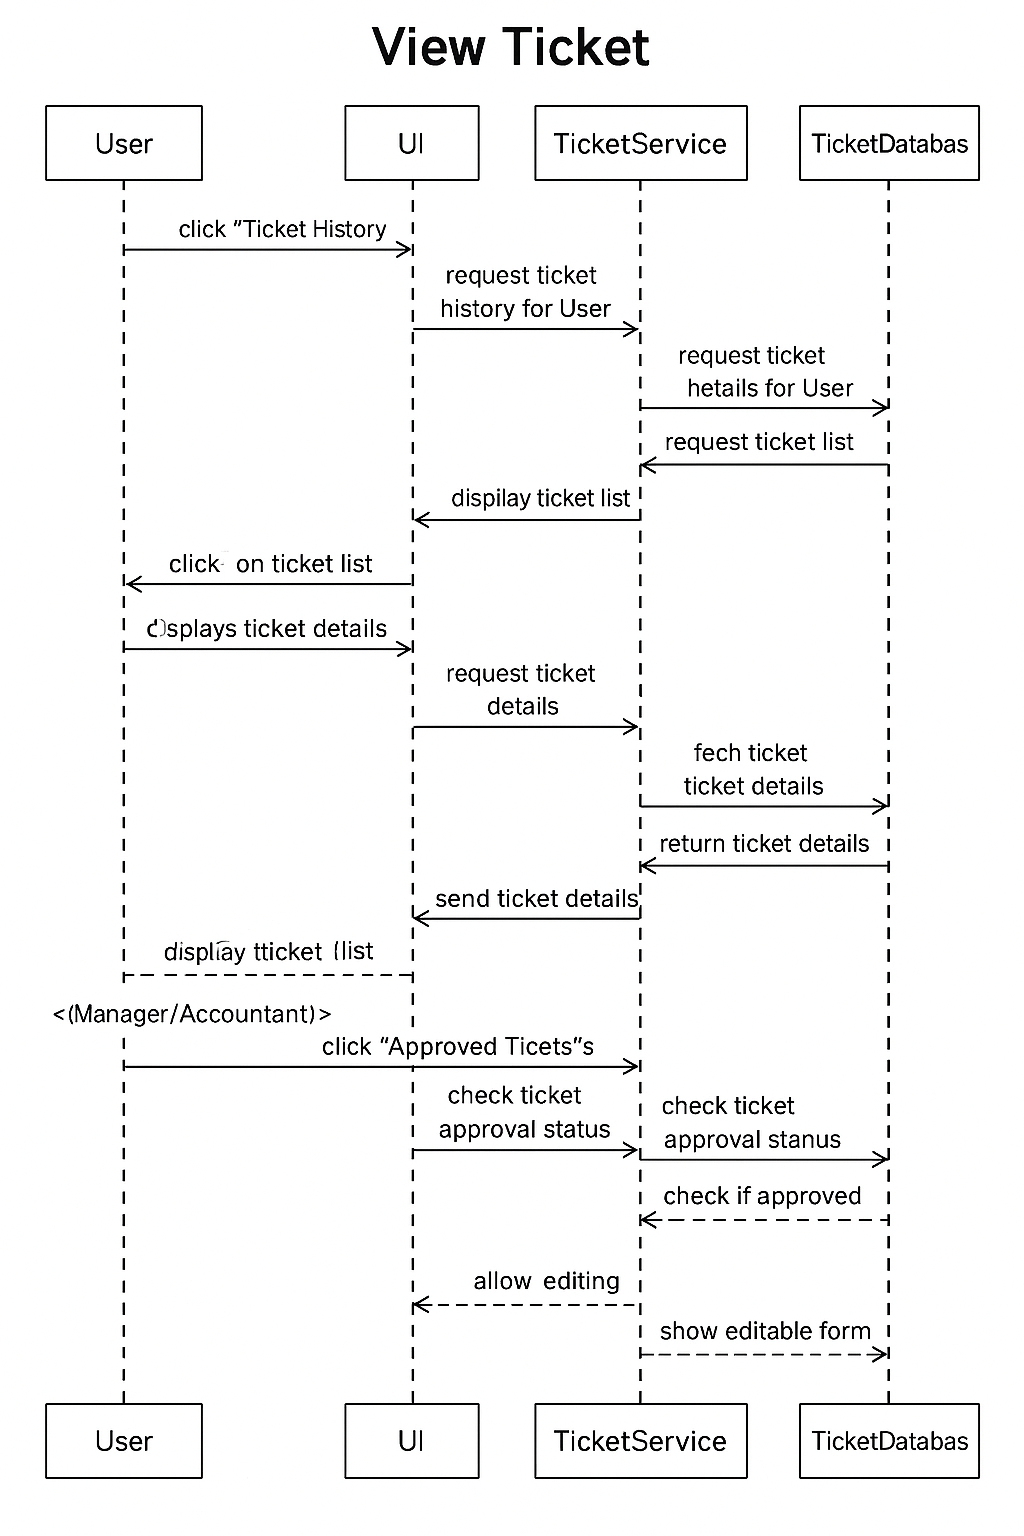 View Ticket
User
UI
TicketService
TicketDatabas
click “Ticket History
request ticket
history for User
request ticket
hetails for User
request ticket list
dispilay ticket list
click on ticket list
displays ticket details
request ticket
details
fech ticket
ticket details
return ticket details
send ticket details
display tticket (list
<(Manager/Accountant)>
click “Approved Ticets”s
check ticket
approval status
check ticket
approval stanus
check if approved
allow editing
show editable form
User
UI
TicketService
TicketDatabas